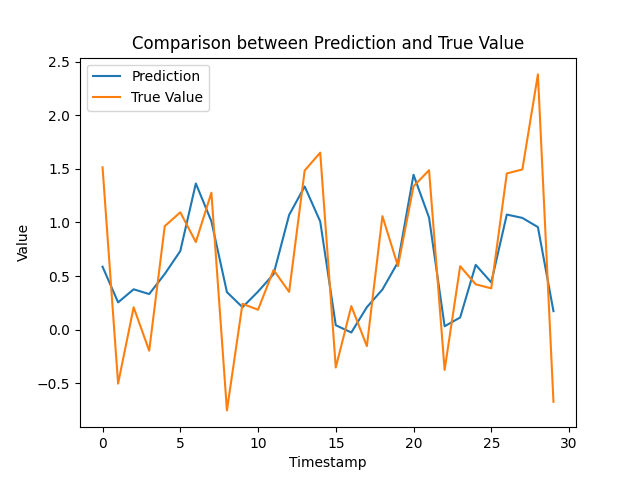 Comparison between Prediction and True Value
Prediction
True Value
2.5
2.0
1.5
1.0
0.5
0.0
−0.5
Value
0 5 10 15 20 25 30
Timestamp